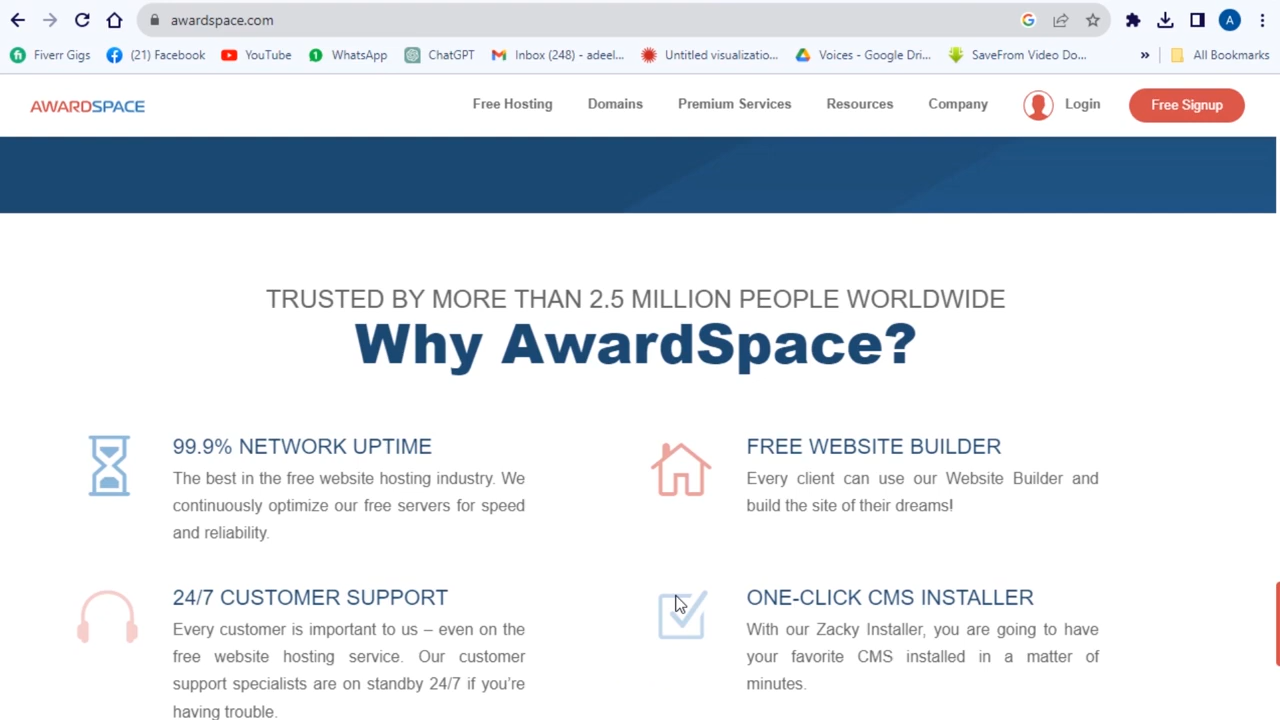 awardspace.com
Fiverr Gigs (21) Facebook YouTube WhatsApp ChatGPT Inbox (248) - adeel... Untitled visualizatio... Voices - Google Dri... SaveFrom Video Do... » All Bookmarks
AWARDSPACE Free Hosting Domains Premium Services Resources Company Login Free Signup
TRUSTED BY MORE THAN 2.5 MILLION PEOPLE WORLDWIDE
Why AwardSpace?
99.9% NETWORK UPTIME
The best in the free website hosting industry. We
continuously optimize our free servers for speed
and reliability.
FREE WEBSITE BUILDER
Every client can use our Website Builder and
build the site of their dreams!
24/7 CUSTOMER SUPPORT
Every customer is important to us – even on the
free website hosting service. Our customer
support specialists are on standby 24/7 if you're
having trouble.
ONE-CLICK CMS INSTALLER
With our Zacky Installer, you are going to have
your favorite CMS installed in a matter of
minutes.